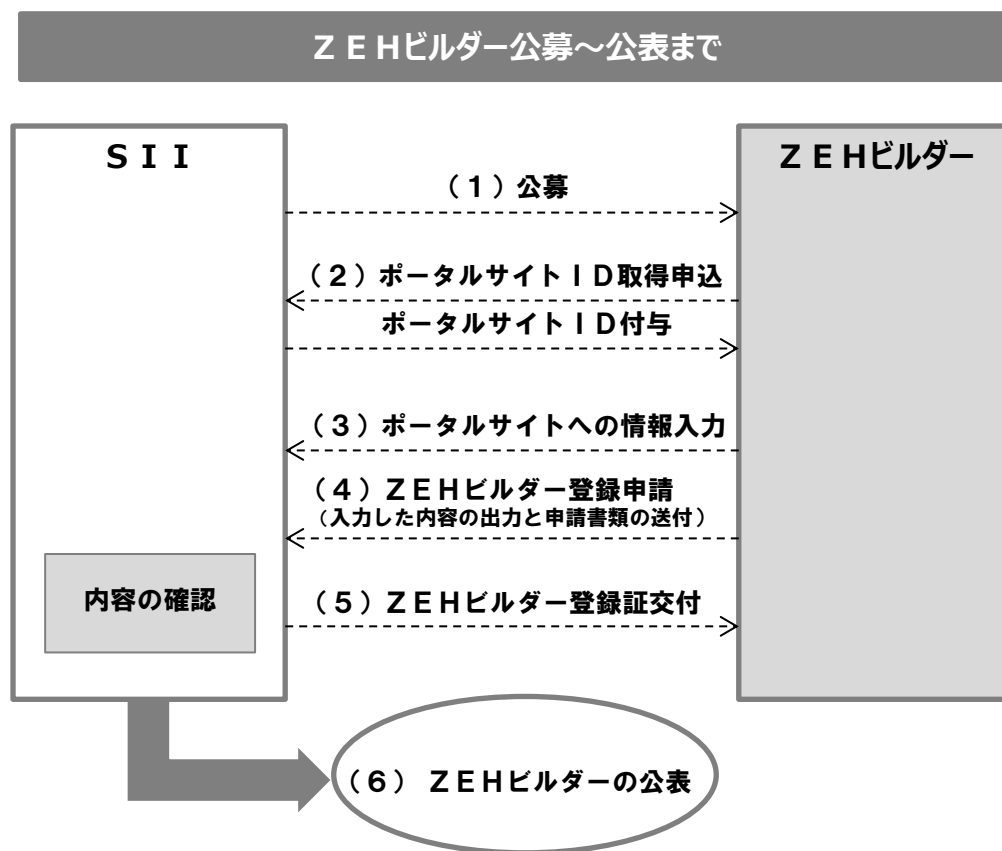 ＺＥＨビルダー公募～公表まで
ＳＩＩ
ＺＥＨビルダー
（１）公募
（２）ポータルサイトＩＤ取得申込
ポータルサイトＩＤ付与
（３）ポータルサイトへの情報入力
（４）ＺＥＨビルダー登録申請
（入力した内容の出力と申請書類の送付）
内容の確認
（５）ＺＥＨビルダー登録証交付
（６） ＺＥＨビルダーの公表